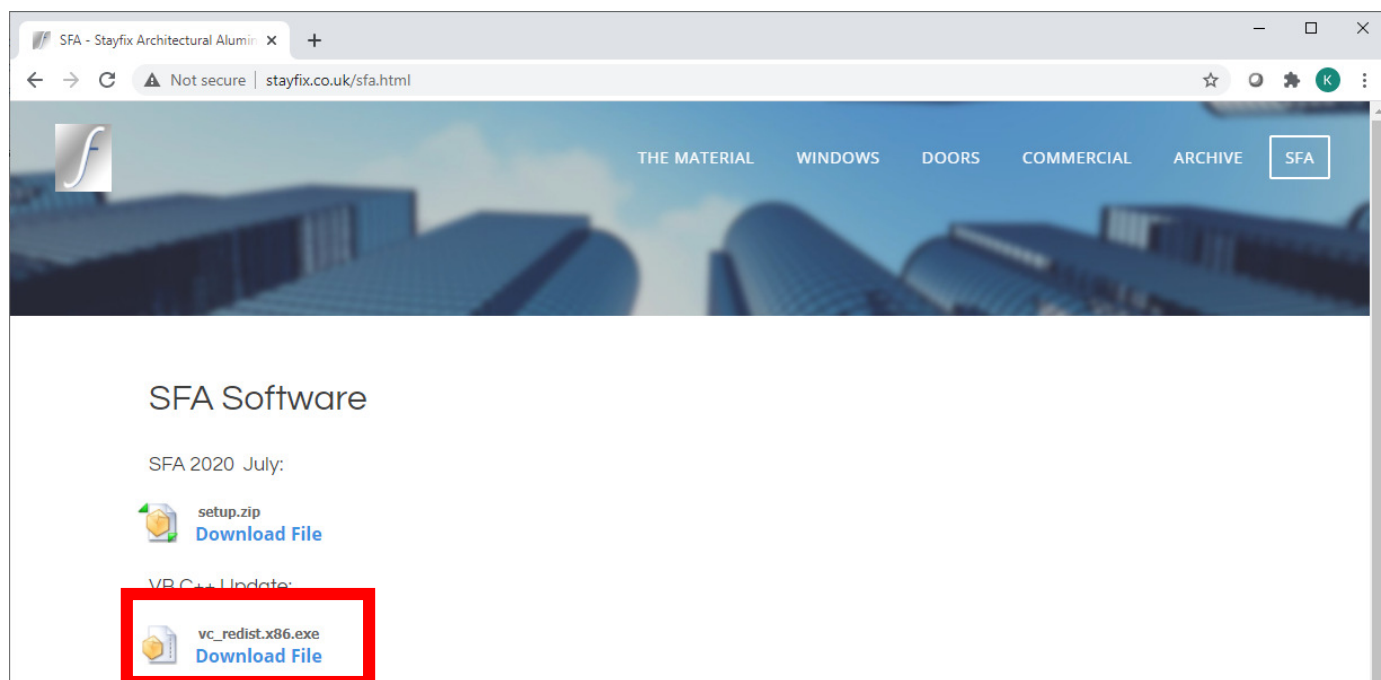 SFA - Stayfix Architectural Alumin
Not secure | stayfix.co.uk/sfa.html
K
f
THE MATERIAL WINDOWS DOORS COMMERCIAL ARCHIVE SFA
SFA Software
SFA 2020 July:
setup.zip
Download File
VB C++ Update:
vc_redist.x86.exe
Download File